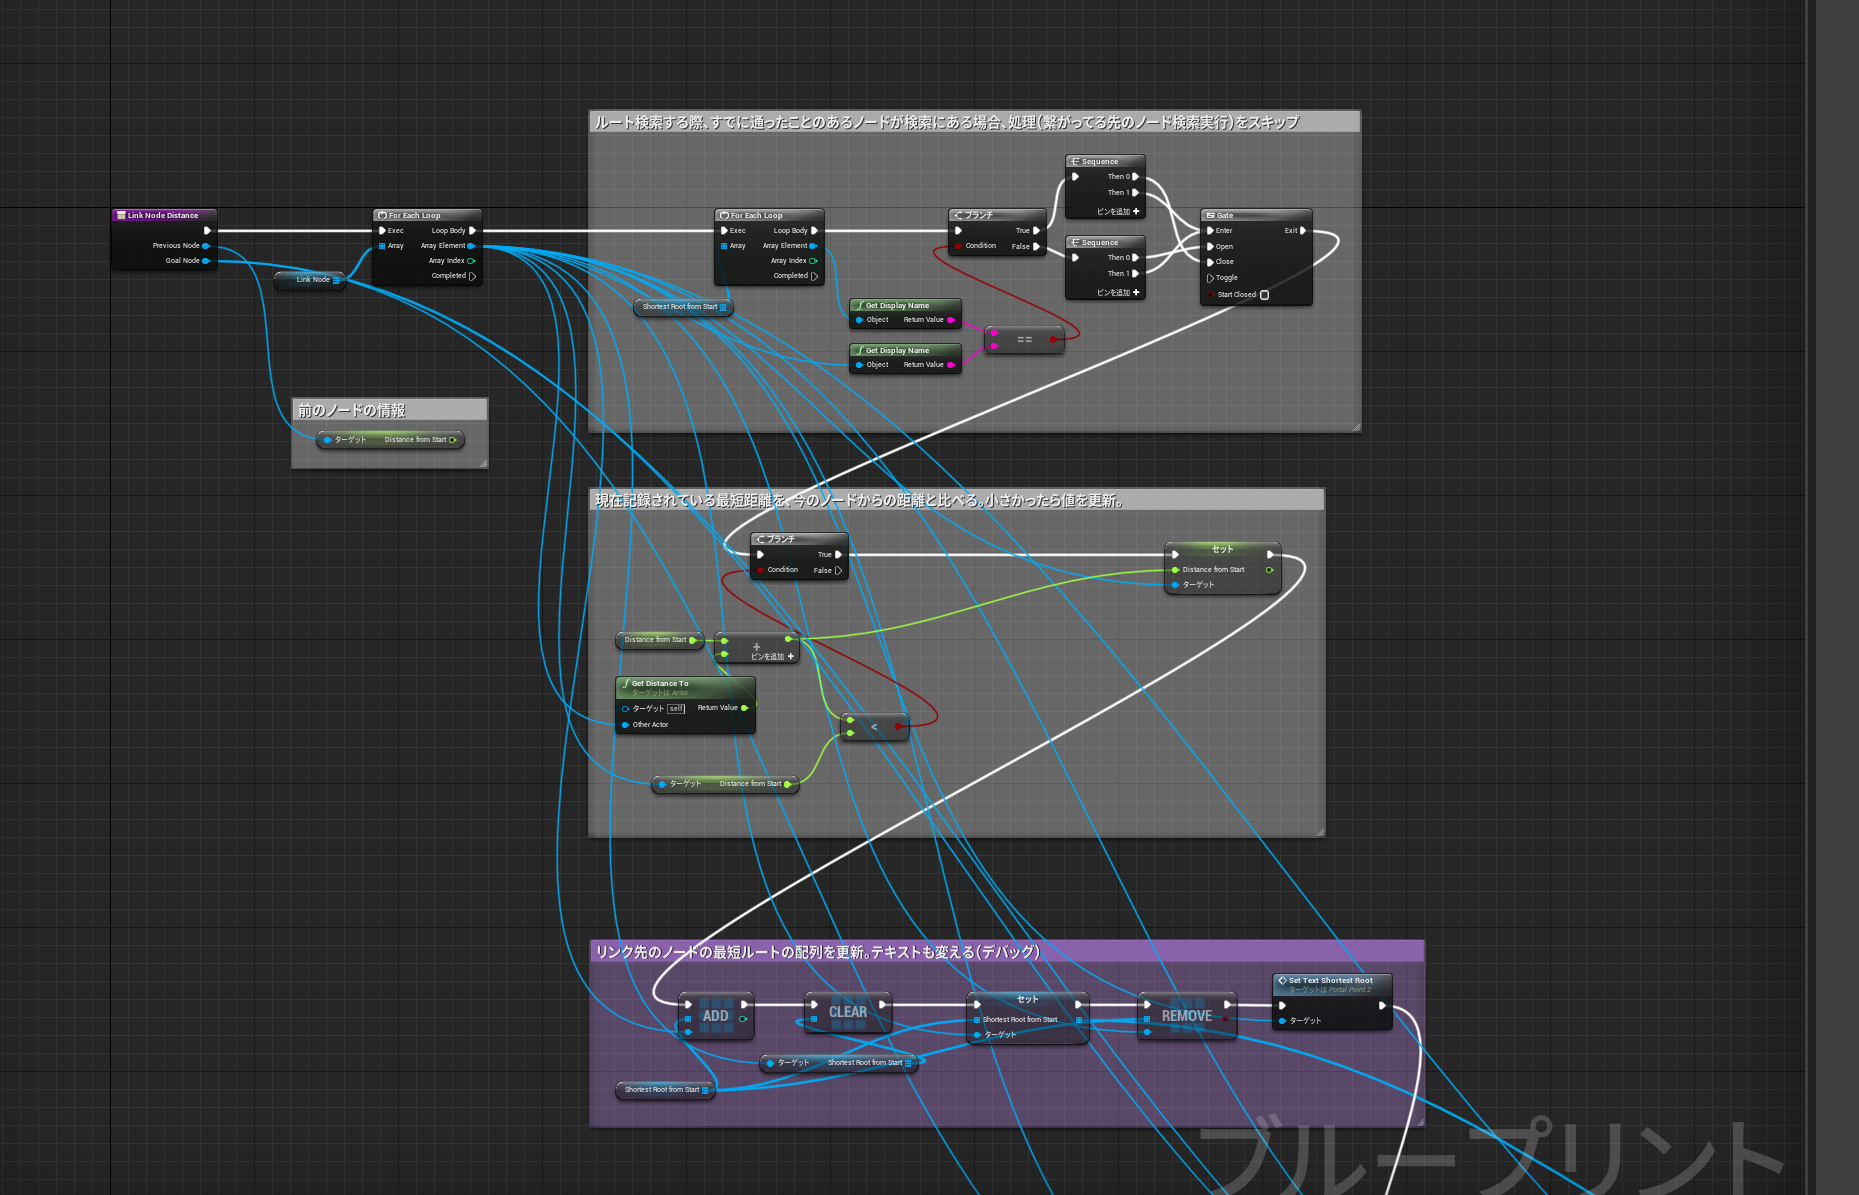 ルート検索する際、すでに通ったことのあるノードが検索にある場合、処理(繋がってる先のノード検索実行)をスキップ
Sequence
Then 0
Then 1
ピンを追加
Link Node Distance
Previous Node
Goal Node
Link Node
For Each Loop
Exec
Loop Body
Array
Array Element
Array Index
Completed
For Each Loop
Exec
Loop Body
Array
Array Element
Array Index
Completed
Shortest Root from Start
ブランチ
True
Condition
False
Sequence
Then 0
Then 1
ピンを追加
Gate
Enter
Exit
Open
Close
Toggle
Start Closed
Get Display Name
Object
Return Value
Get Display Name
Object
Return Value
==
前のノードの情報
ターゲット
Distance from Start
現在記録されている最短距離を、今のノードからの距離と比べる。小さかったら値を更新。
ブランチ
True
Condition
False
セット
Distance from Start
ターゲット
Distance from Start
+
ピンを追加
Get Distance To
ターゲットは Actor
ターゲット
self
Return Value
Other Actor
<
ターゲット
Distance from Start
リンク先のノードの最短ルートの配列を更新。テキストも変える(デバッグ)
ADD
CLEAR
セット
Shortest Root from Start
ターゲット
REMOVE
Set Text Shortest Root
ターゲットは Portal Point 2
ターゲット
ターゲット
Shortest Root from Start
Shortest Root from Start
ブループリント